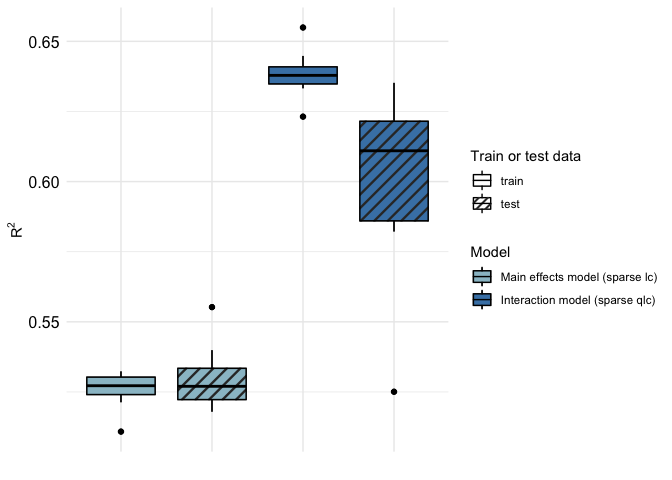 0.65
0.60
0.55
R²
Train or test data
train
test
Model
Main effects model (sparse lc)
Interaction model (sparse qlc)